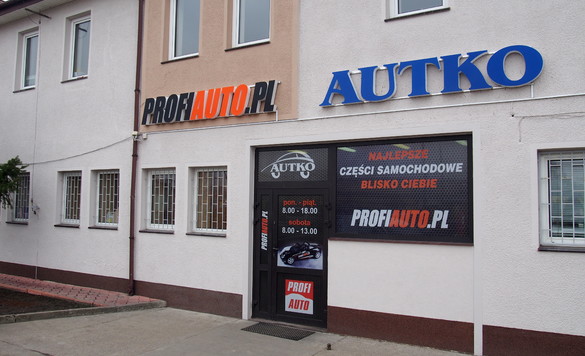 PROFIAUTO.PL
AUTKO
AUTKO
pon. - piąt.
8.00 - 18.00
sobota
8.00 - 13.00
PROFIAUTO.PL
PROFI
AUTO
NAJLEPSZE
CZĘŚCI SAMOCHODOWE
BLISKO CIEBIE
PROFIAUTO.PL